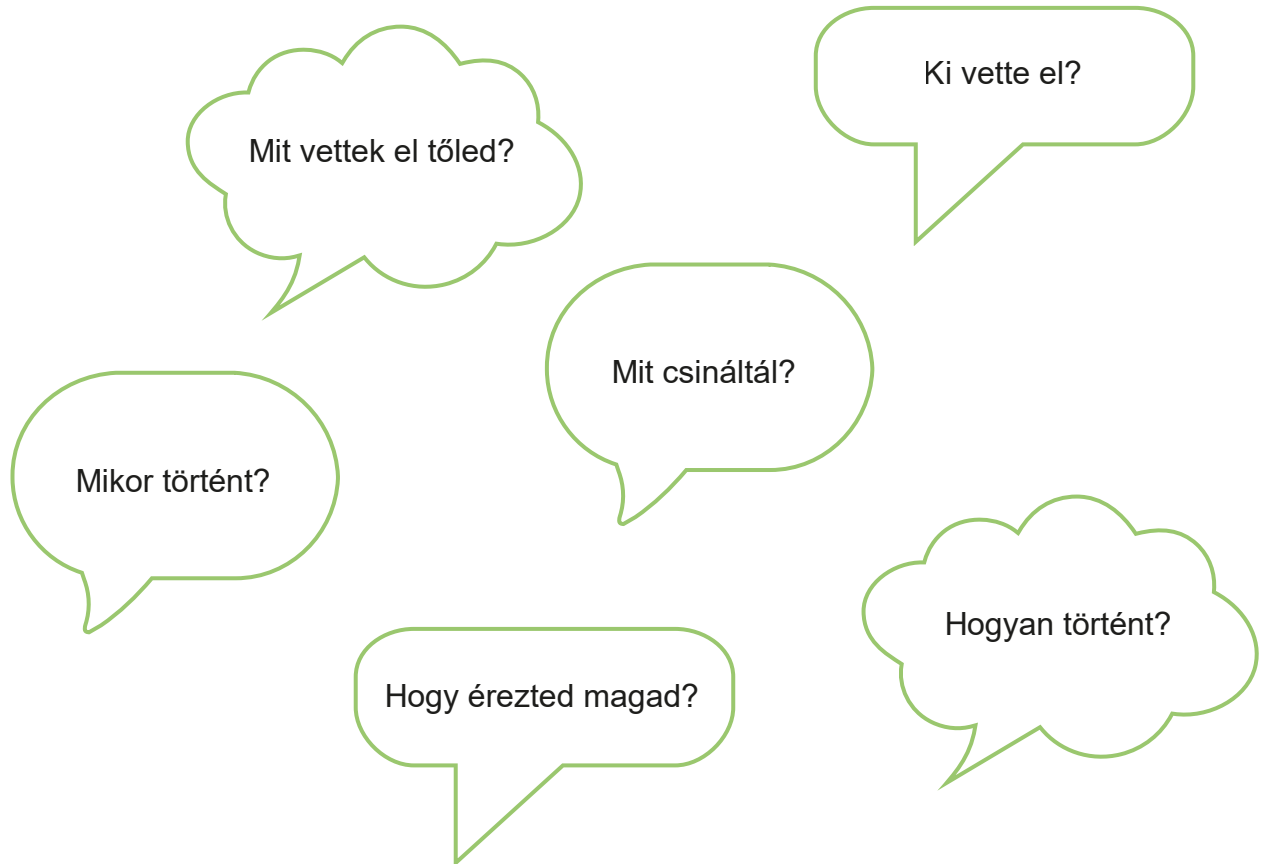 Ki vette el?
Mit vettek el tőled?
Mit csináltál?
Mikor történt?
Hogyan történt?
Hogy érezted magad?